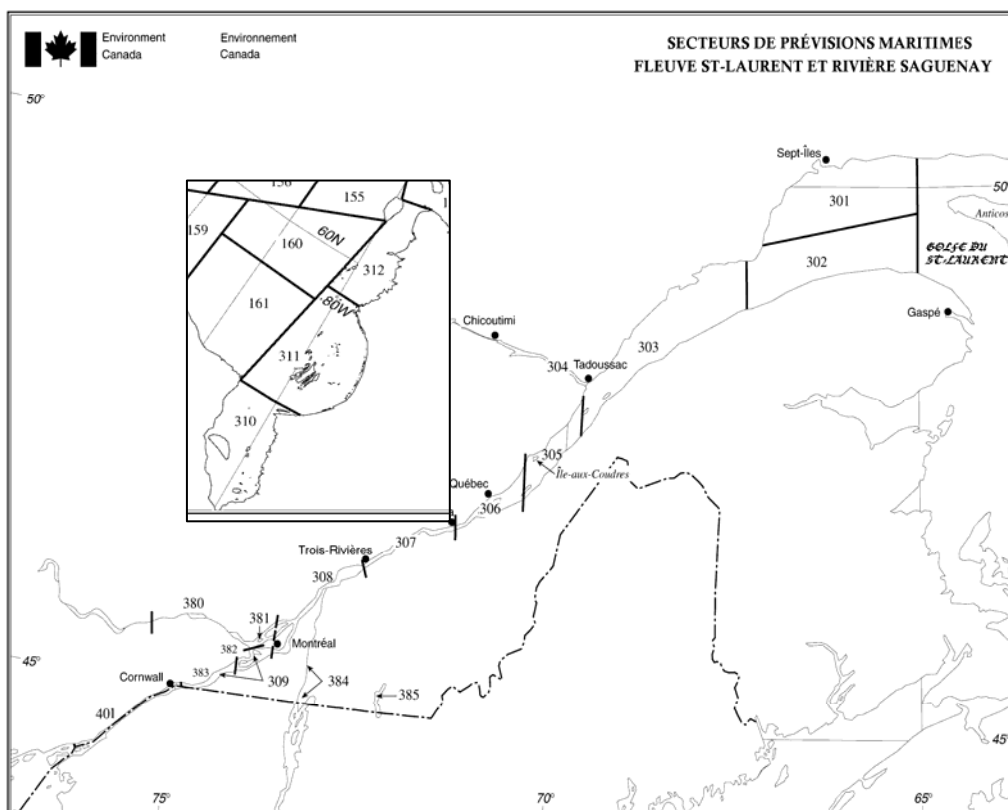 Environment
Canada
Environnement
Canada
SECTEURS DE PRÉVISIONS MARITIMES
FLEUVE ST-LAURENT ET RIVIÈRE SAGUENAY
50°
Sept-Îles
50°
301
Anticos
GOLFE DU
ST-LAURENT
302
155
159
160
60N
312
161
80W
311
310
Gaspé
Chicoutimi
303
304
Tadoussac
305
Île-aux-Coudres
Québec
306
307
Trois-Rivières
308
380
381
382
Montréal
45°
Cornwall
383
309
384
385
401
45°
75°
70°
65°